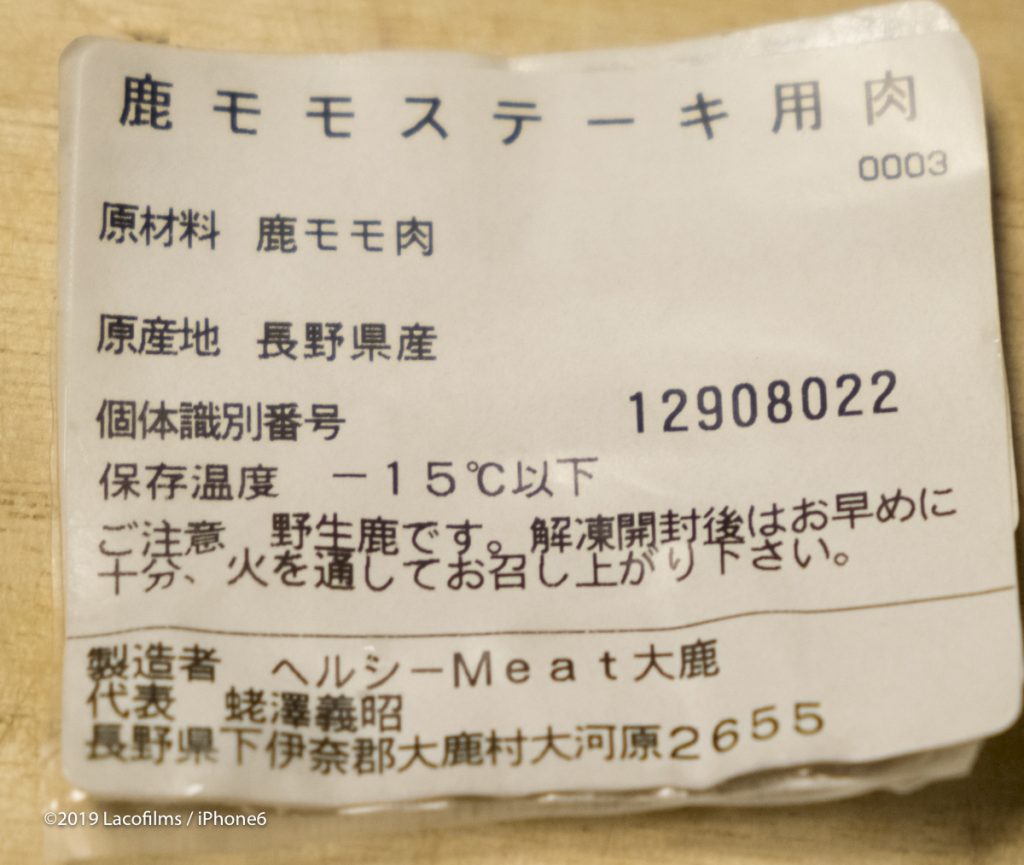 鹿モモステーキ用肉
0003
原材料 鹿モモ肉
原産地 長野県産
個体識別番号 12908022
保存温度 －１５℃以下
ご注意 野生鹿です。解凍開封後はお早めに
十分、火を通してお召し上がり下さい。
製造者 ヘルシーＭｅａｔ大鹿
代表 蛯澤義昭
長野県下伊奈郡大鹿村大河原２６５５
©2019 Lacofilms / iPhone6